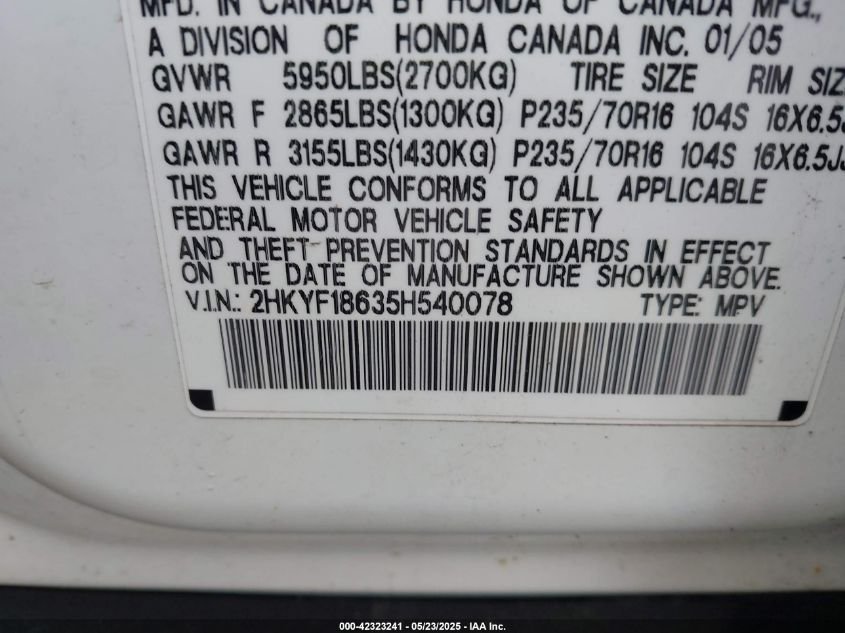 MFD. IN CANADA BY HONDA OF CANADA MFG.,
A DIVISION OF HONDA CANADA INC. 01/05
GVWR 5950LBS(2700KG) TIRE SIZE RIM SIZ
GAWR F 2865LBS(1300KG) P235/70R16 104S 16X6.5J
GAWR R 3155LBS(1430KG) P235/70R16 104S 16X6.5JJ
THIS VEHICLE CONFORMS TO ALL APPLICABLE
FEDERAL MOTOR VEHICLE SAFETY
AND THEFT PREVENTION STANDARDS IN EFFECT
ON THE DATE OF MANUFACTURE SHOWN ABOVE.
V.I.N.: 2HKYF18635H540078 TYPE: MPV
000-42323241 - 05/23/2025 - IAA Inc.